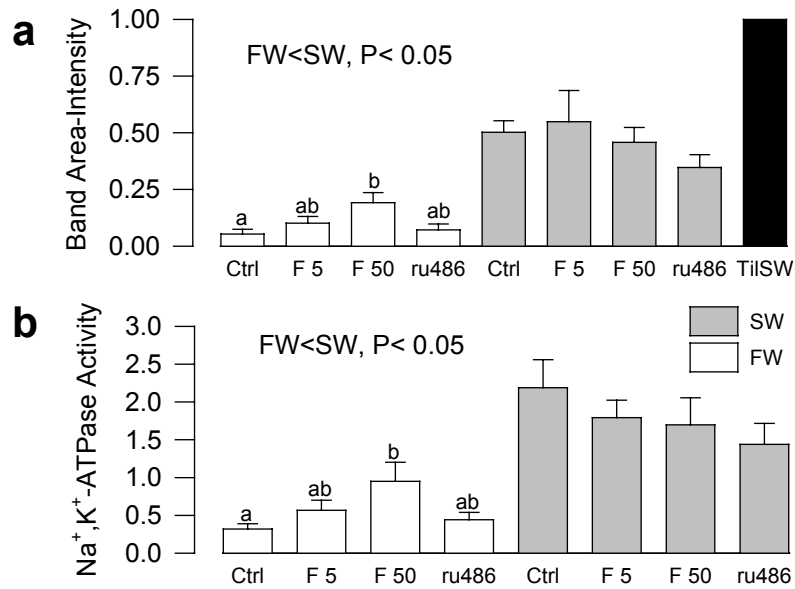 a
Band Area-Intensity
1.00
0.75
0.50
0.25
0.00
FW<SW, P< 0.05
a
ab
b
ab
Ctrl F 5 F 50 ru486 Ctrl F 5 F 50 ru486 TilSW
b
Na⁺,K⁺-ATPase Activity
3.0
2.5
2.0
1.5
1.0
0.5
0.0
FW<SW, P< 0.05
SW
FW
a
ab
b
ab
Ctrl F 5 F 50 ru486 Ctrl F 5 F 50 ru486